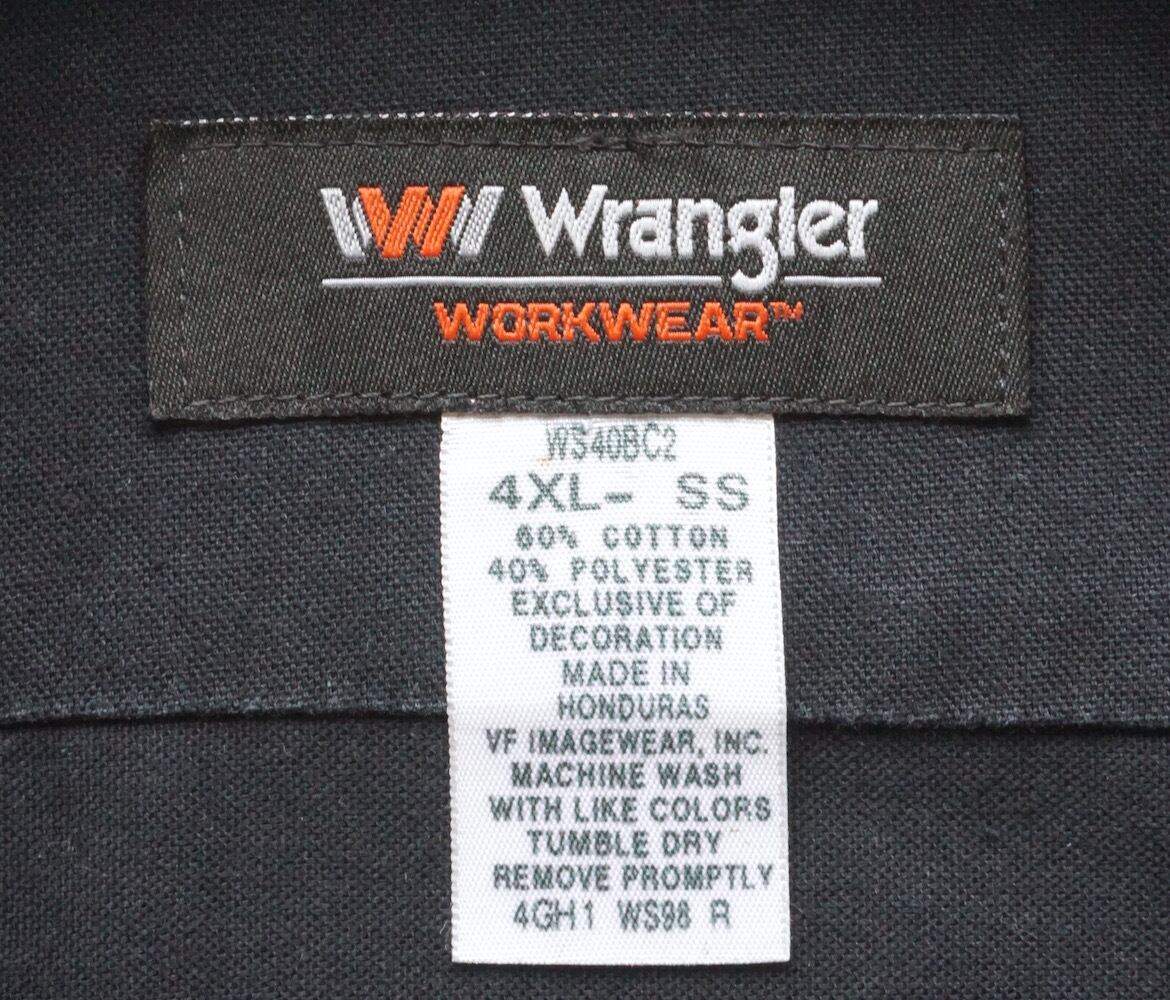 W Wrangler
WORKWEAR™
WS40BC2
4XL- SS
60% COTTON
40% POLYESTER
EXCLUSIVE OF
DECORATION
MADE IN
HONDURAS
VF IMAGEWEAR, INC.
MACHINE WASH
WITH LIKE COLORS
TUMBLE DRY
REMOVE PROMPTLY
4GH1 WS98 R